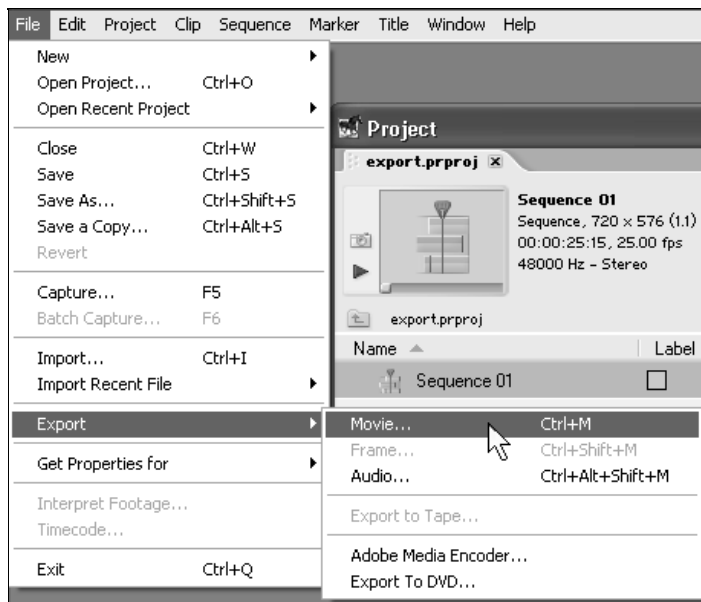 File Edit Project Clip Sequence Marker Title Window Help
New
Open Project... Ctrl+O
Open Recent Project
Close Ctrl+W
Save Ctrl+S
Save As... Ctrl+Shift+S
Save a Copy... Ctrl+Alt+S
Revert
Capture... F5
Batch Capture... F6
Import... Ctrl+I
Import Recent File
Export
Get Properties for
Interpret Footage...
Timecode...
Exit Ctrl+Q
Project
export.prproj
Sequence 01
Sequence, 720 × 576 (1.1)
00:00:25:15, 25.00 fps
48000 Hz – Stereo
export.prproj
Name Label
Sequence 01
Movie... Ctrl+M
Frame... Ctrl+Shift+M
Audio... Ctrl+Alt+Shift+M
Export to Tape...
Adobe Media Encoder...
Export To DVD...